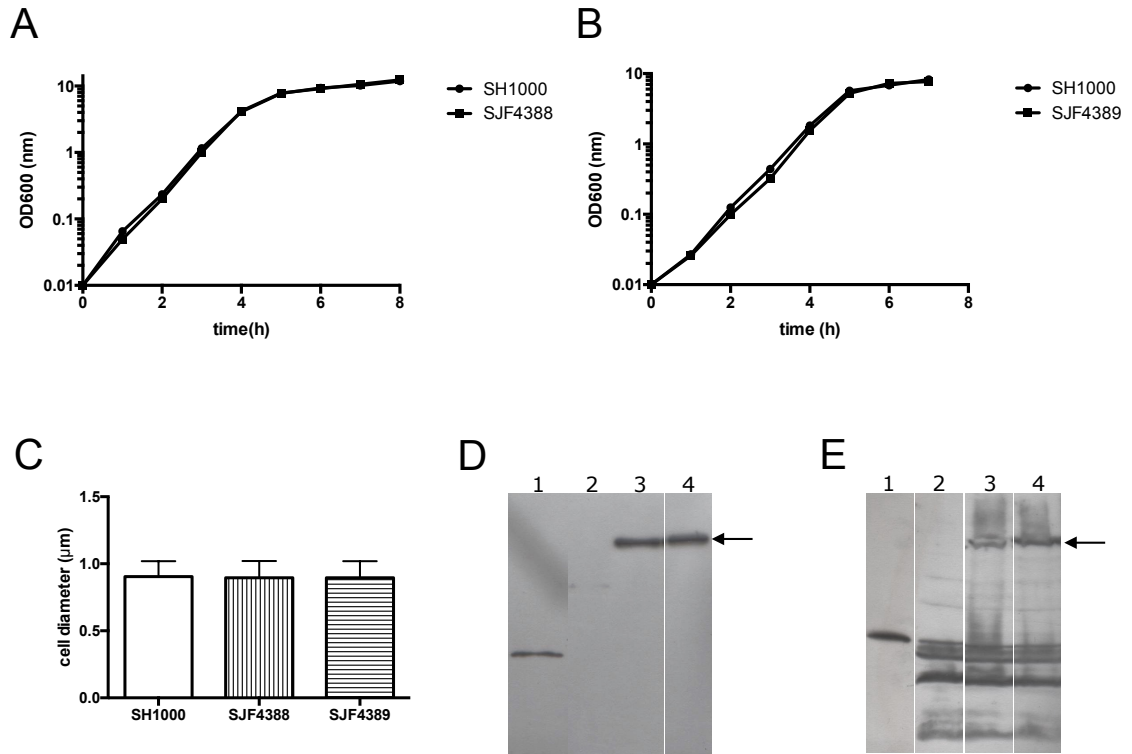 A
OD600 (nm)
10
1
0.1
0.01
0 2 4 6 8
time(h)
SH1000
SJF4388
B
OD600 (nm)
10
1
0.1
0.01
0 2 4 6 8
time (h)
SH1000
SJF4389
C
cell diameter (μm)
1.5
1.0
0.5
0.0
SH1000 SJF4388 SJF4389
D
1 2 3 4
E
1 2 3 4